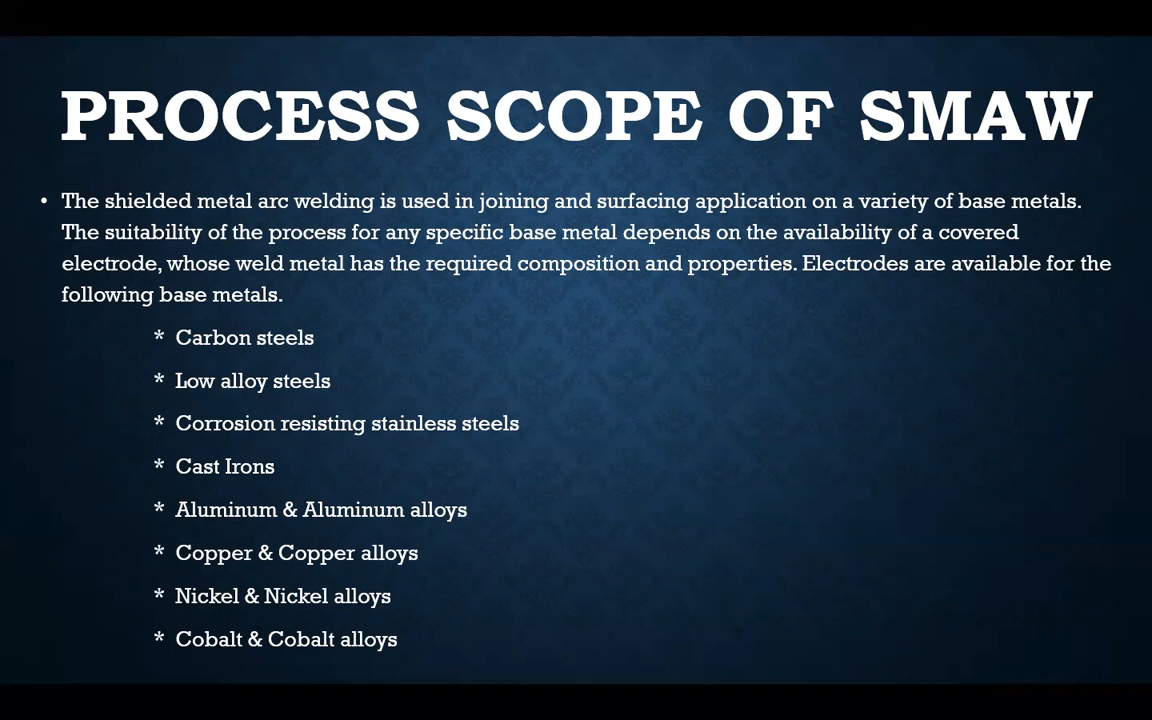 PROCESS SCOPE OF SMAW
• The shielded metal arc welding is used in joining and surfacing application on a variety of base metals.
The suitability of the process for any specific base metal depends on the availability of a covered
electrode, whose weld metal has the required composition and properties. Electrodes are available for the
following base metals.
* Carbon steels
* Low alloy steels
* Corrosion resisting stainless steels
* Cast Irons
* Aluminum & Aluminum alloys
* Copper & Copper alloys
* Nickel & Nickel alloys
* Cobalt & Cobalt alloys